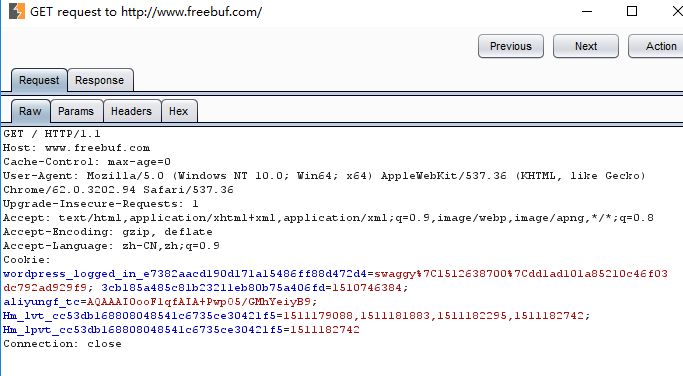 GET request to http://www.freebuf.com/
Previous Next Action
Request Response
Raw Params Headers Hex
GET / HTTP/1.1
Host: www.freebuf.com
Cache-Control: max-age=0
User-Agent: Mozilla/5.0 (Windows NT 10.0; Win64; x64) AppleWebKit/537.36 (KHTML, like Gecko)
Chrome/62.0.3202.94 Safari/537.36
Upgrade-Insecure-Requests: 1
Accept: text/html,application/xhtml+xml,application/xml;q=0.9,image/webp,image/apng,*/*;q=0.8
Accept-Encoding: gzip, deflate
Accept-Language: zh-CN,zh;q=0.9
Cookie:
wordpress_logged_in_e7382aacd190d171a15486ff88d472d4=swaggy%7C1512638700%7Cdd1ad101a85210c46f03
dc792ad929f9; 3cb185a485c81b23211eb80b75a406fd=1510746384;
aliyungf_tc=AQAAAI0ooF1qfAIA+Pwp05/GMhYeiyB9;
Hm_lvt_cc53db168808048541c6735ce30421f5=1511179088,1511181883,1511182295,1511182742;
Hm_lpvt_cc53db168808048541c6735ce30421f5=1511182742
Connection: close